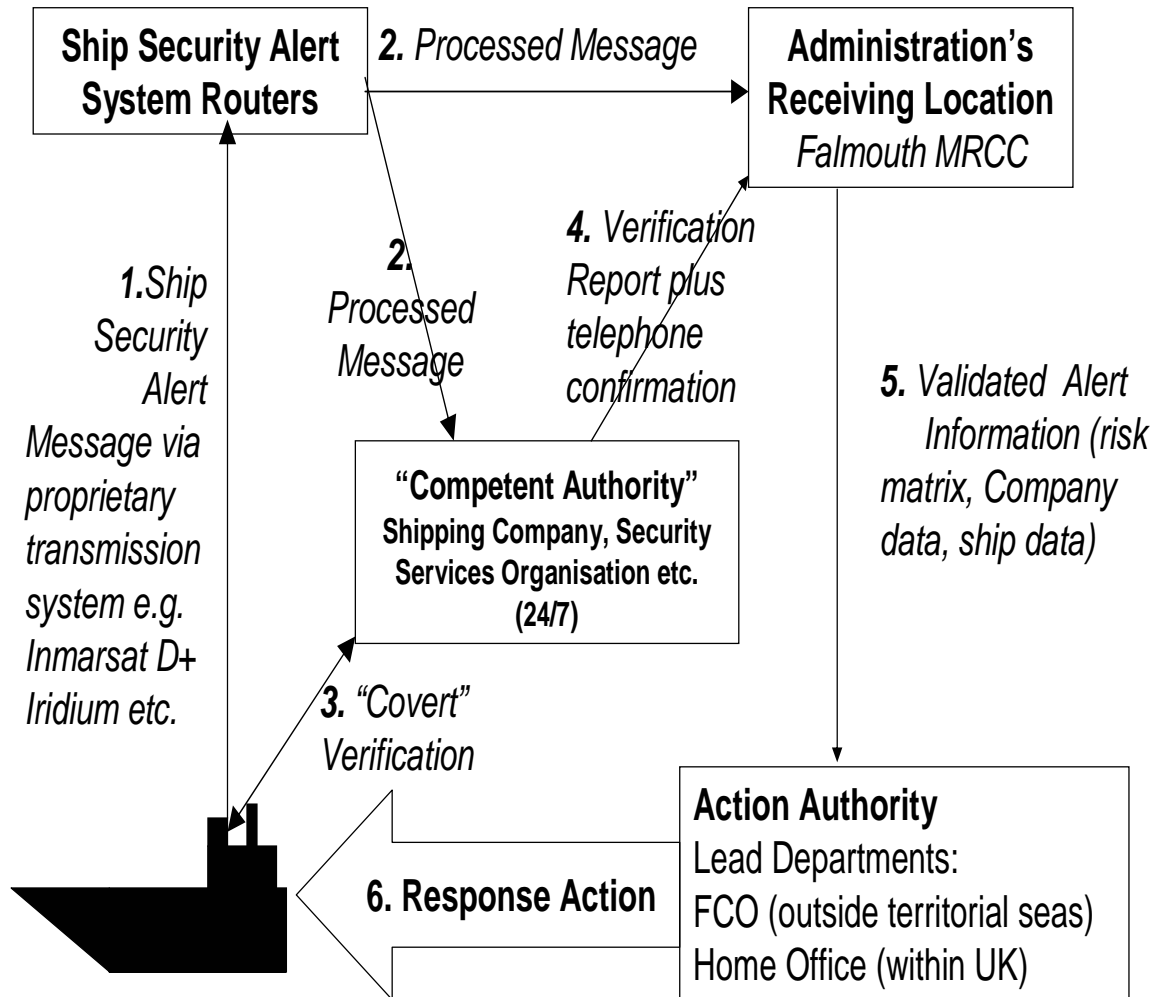 Ship Security Alert
System Routers
2. Processed Message
Administration’s
Receiving Location
Falmouth MRCC
1.Ship
Security
Alert
Message via
proprietary
transmission
system e.g.
Inmarsat D+
Iridium etc.
2.
Processed
Message
4. Verification
Report plus
telephone
confirmation
5. Validated Alert
Information (risk
matrix, Company
data, ship data)
“Competent Authority”
Shipping Company, Security
Services Organisation etc.
(24/7)
3. “Covert”
Verification
6. Response Action
Action Authority
Lead Departments:
FCO (outside territorial seas)
Home Office (within UK)